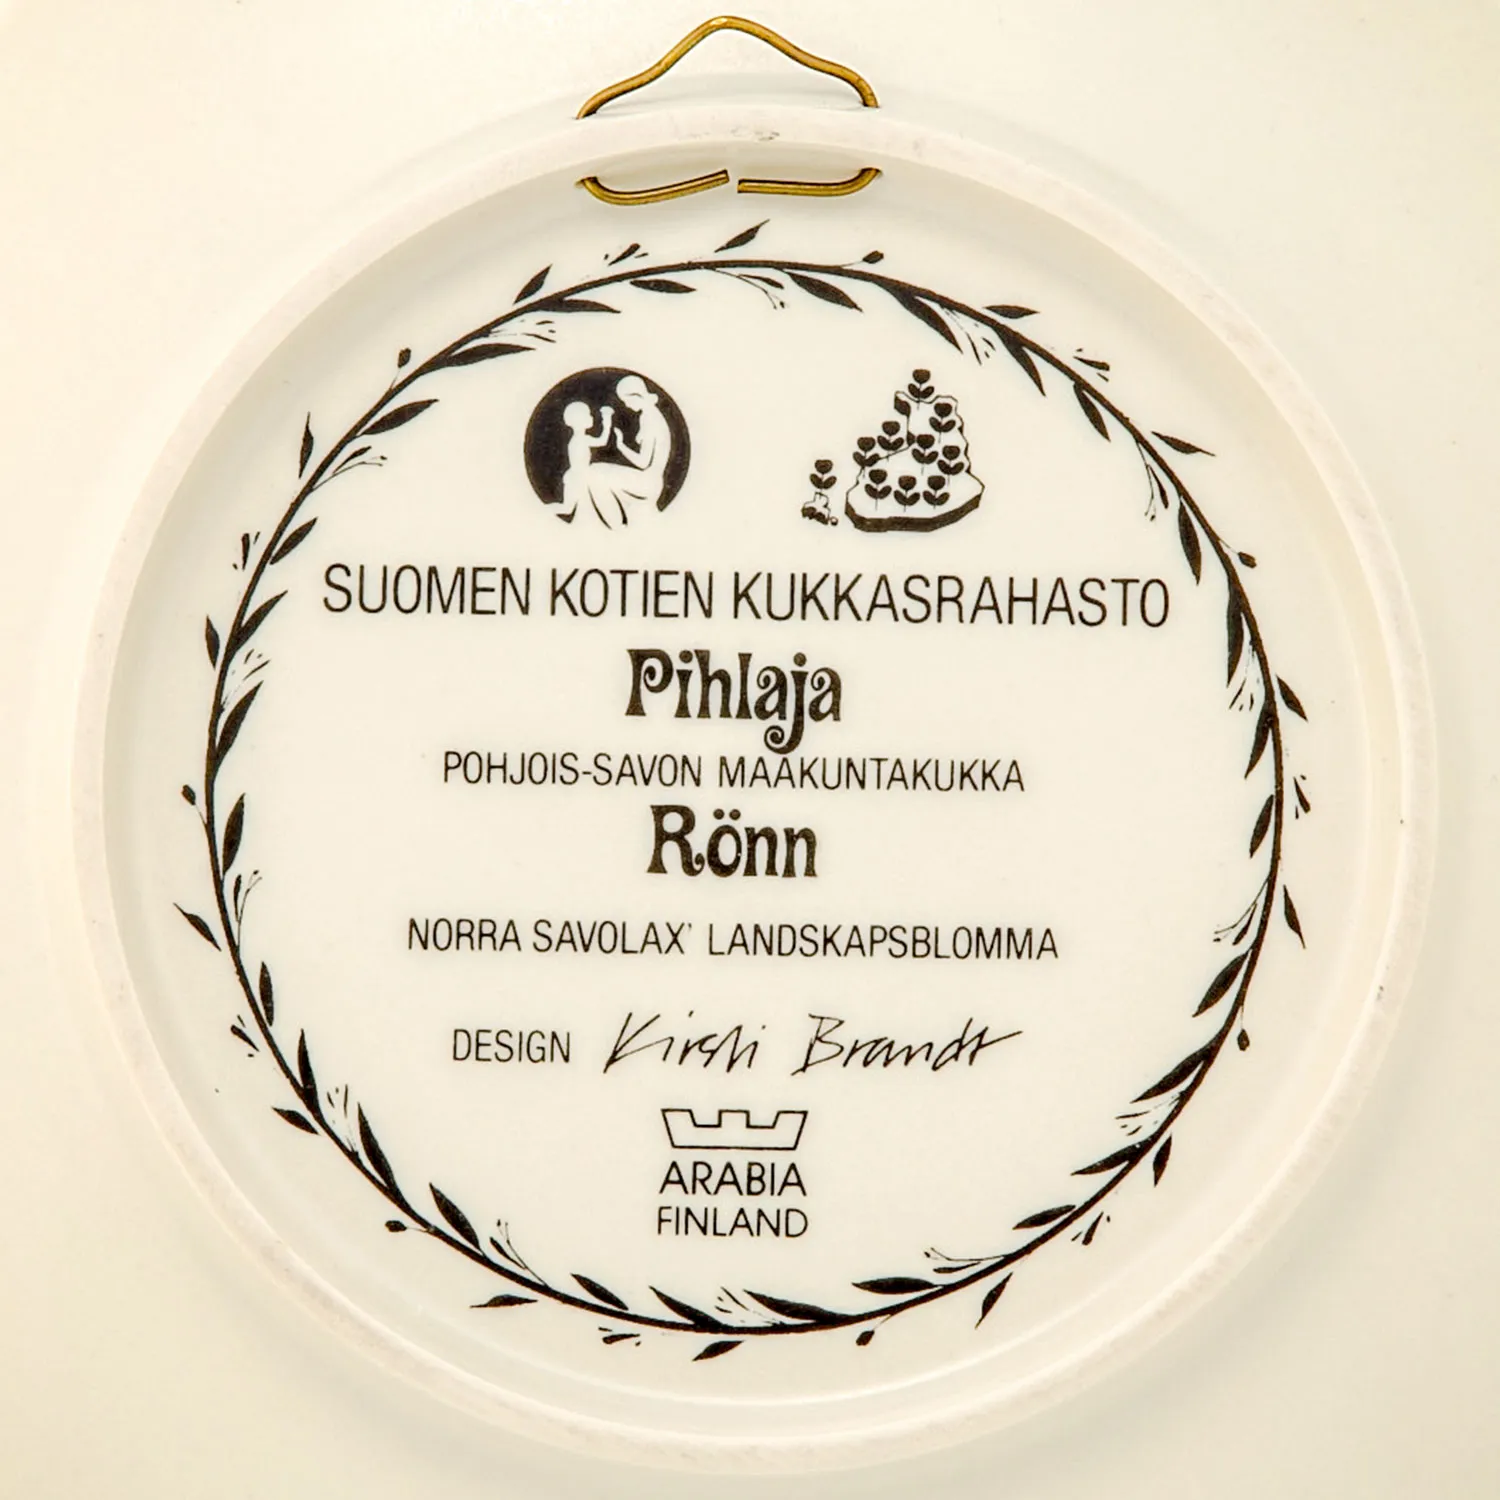 SUOMEN KOTIEN KUKKASRAHASTO
Pihlaja
POHJOIS-SAVON MAAKUNTAKUKKA
Rönn
NORRA SAVOLAX' LANDSKAPSBLOMMA
DESIGN Kirsti Brandt
ARABIA
FINLAND